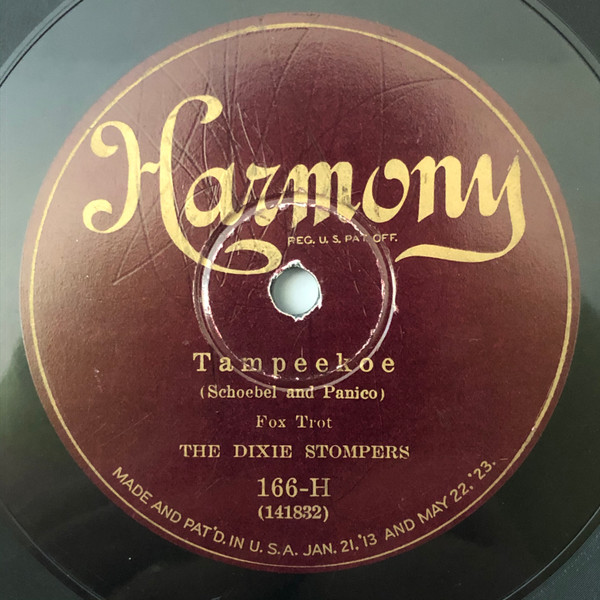 Harmony
REG. U. S. PAT. OFF.
Tampeekoe
(Schoebel and Panico)
Fox Trot
THE DIXIE STOMPERS
166-H
(141832)
MADE AND PAT'D. IN U. S. A. JAN. 21, '13 AND MAY 22, '23.